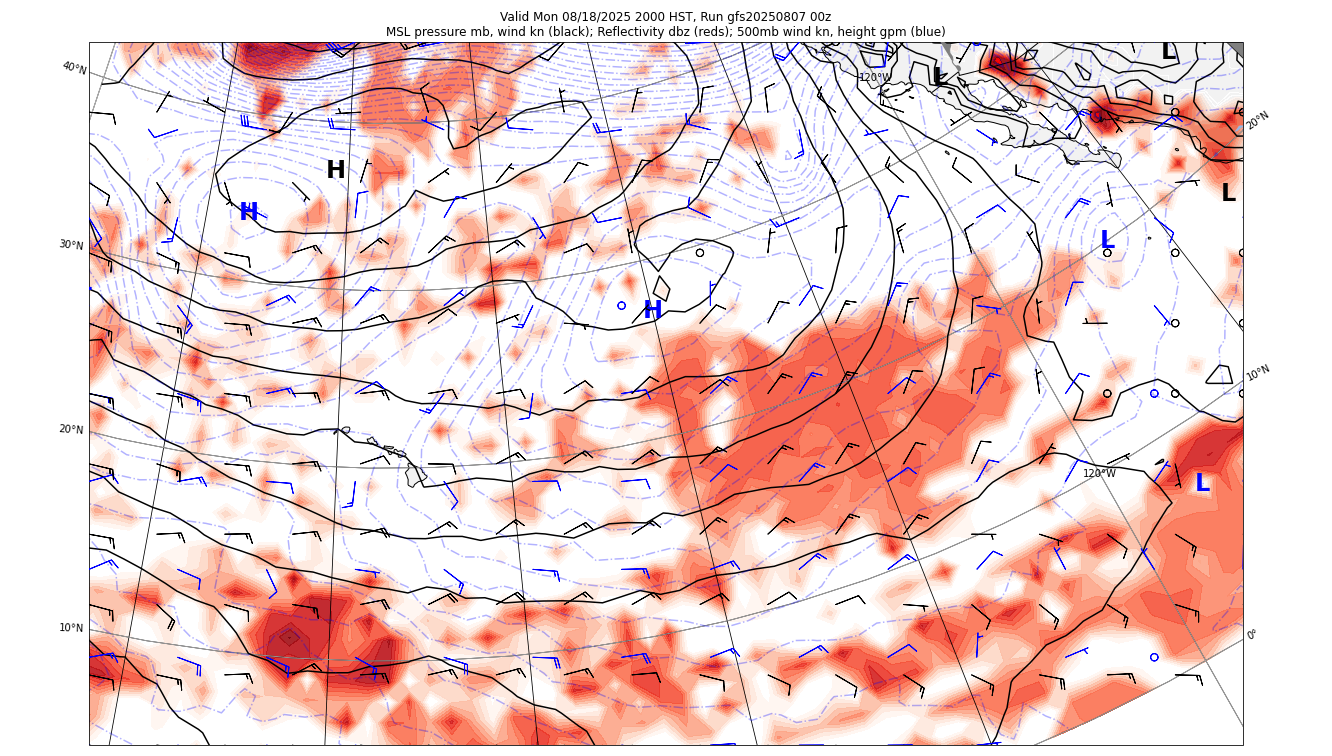 Valid Mon 08/18/2025 2000 HST, Run gfs20250807 00z
MSL pressure mb, wind kn (black); Reflectivity dbz (reds); 500mb wind kn, height gpm (blue)
L
40°N
120°W
L
20°N
H
L
H
L
30°N
H
10°N
20°N
120°W
L
10°N
0°